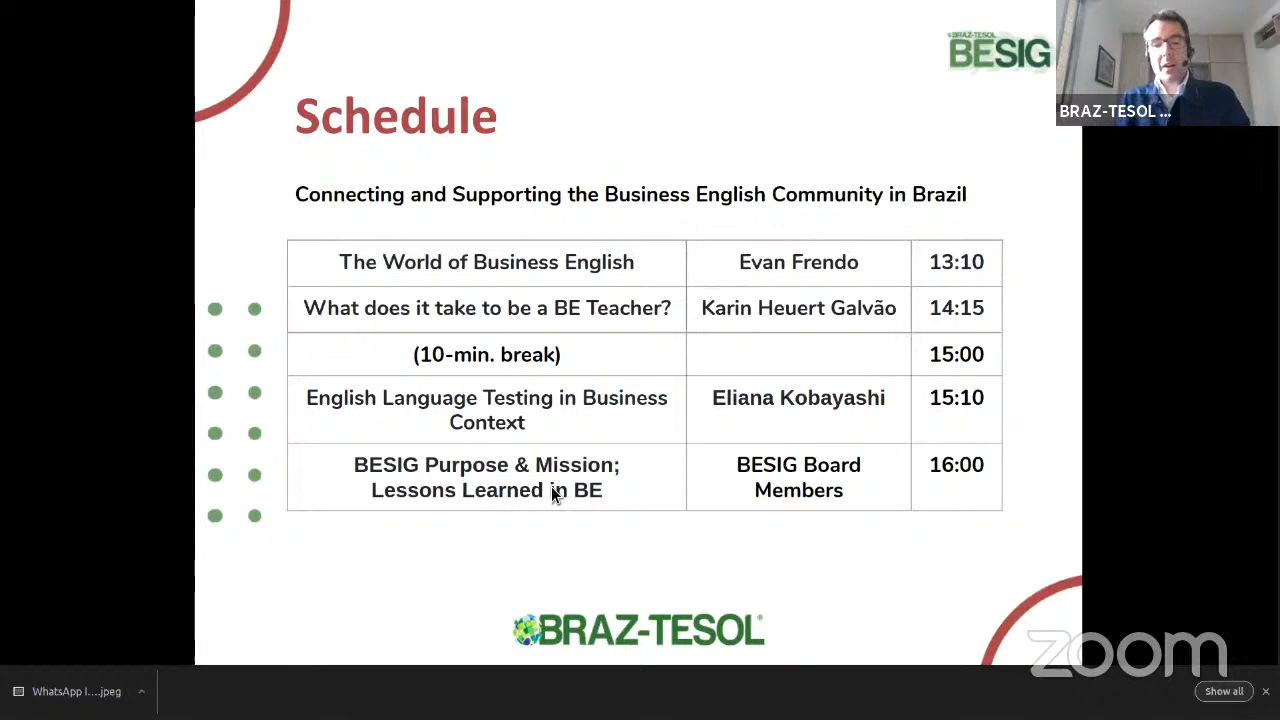 BRAZ-TESOL
BESIG
BRAZ-TESOL ...
Schedule
Connecting and Supporting the Business English Community in Brazil
The World of Business English Evan Frendo 13:10
What does it take to be a BE Teacher? Karin Heuert Galvão 14:15
(10-min. break) 15:00
English Language Testing in Business Eliana Kobayashi 15:10
Context
BESIG Purpose & Mission; BESIG Board 16:00
Lessons Learned in BE Members
BRAZ-TESOL®
zoom
WhatsApp I....jpeg Show all